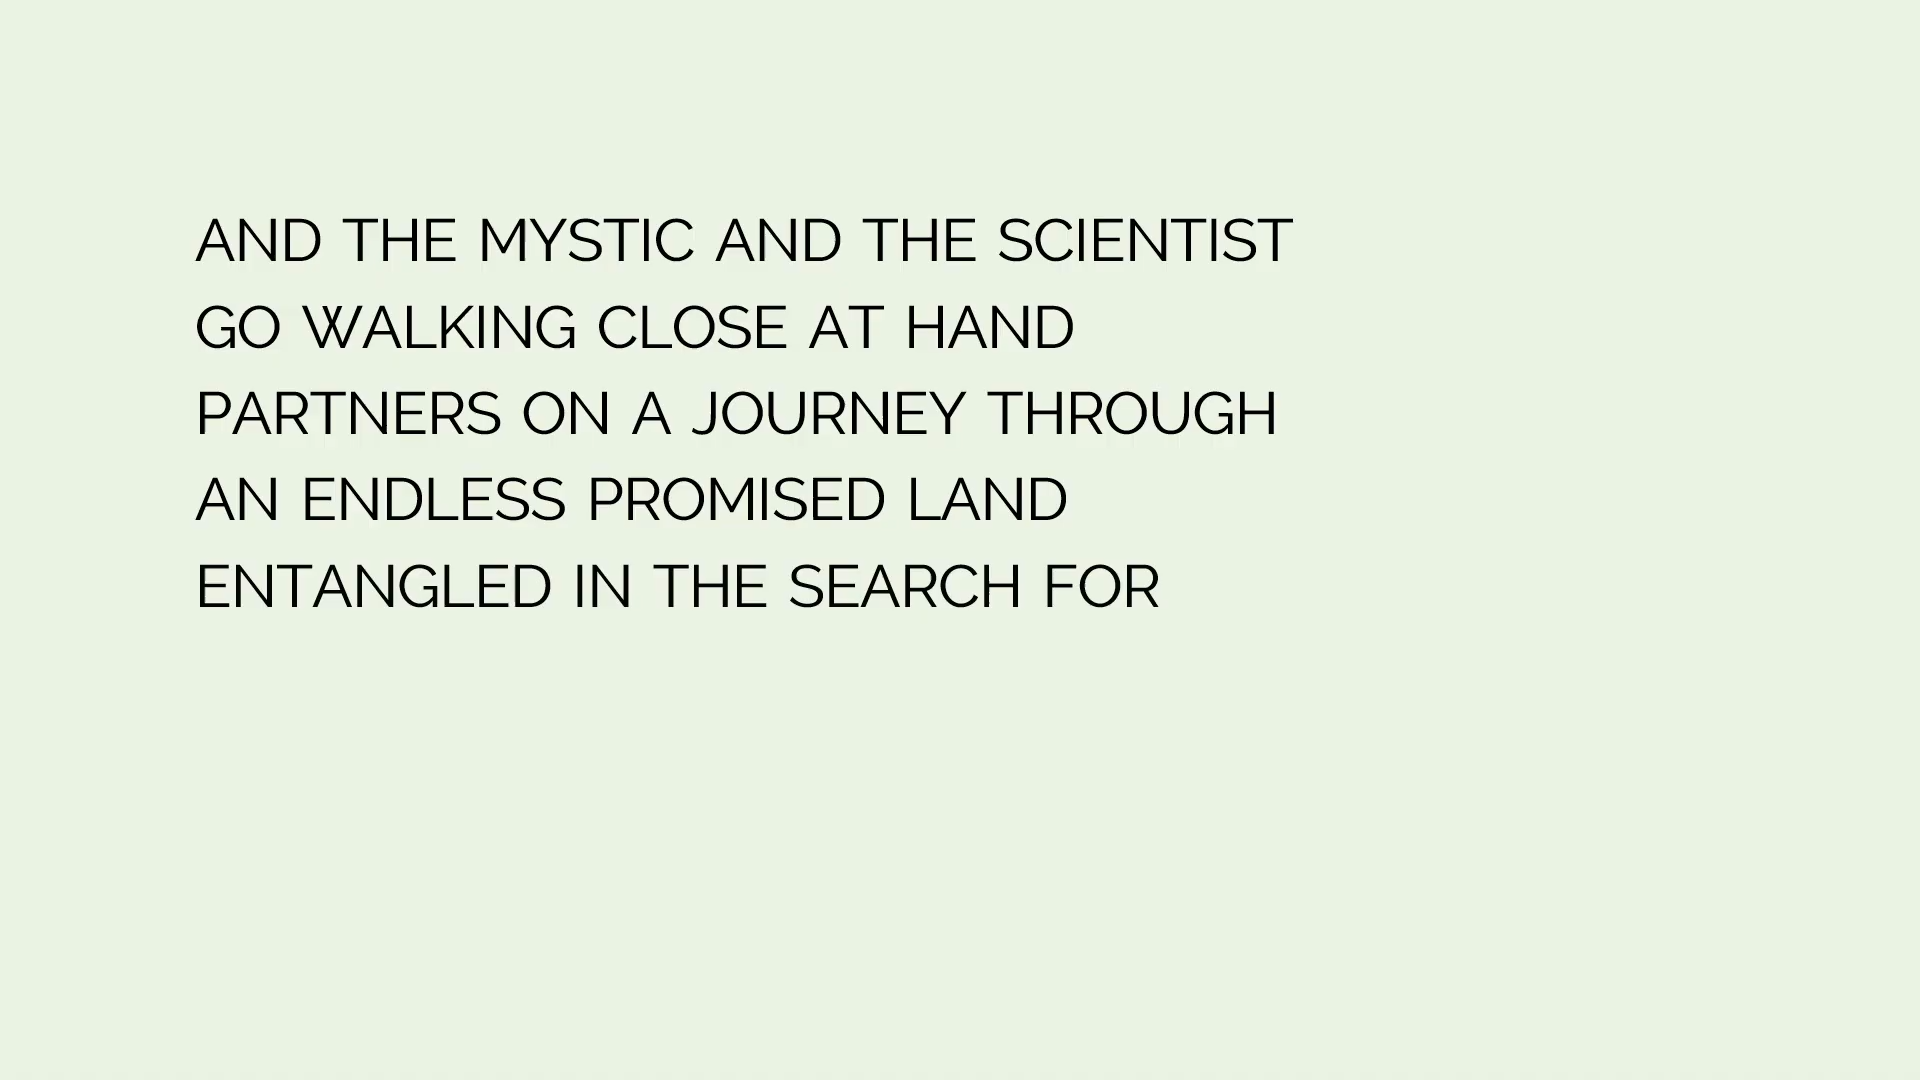 AND THE MYSTIC AND THE SCIENTIST
GO WALKING CLOSE AT HAND
PARTNERS ON A JOURNEY THROUGH
AN ENDLESS PROMISED LAND
ENTANGLED IN THE SEARCH FOR